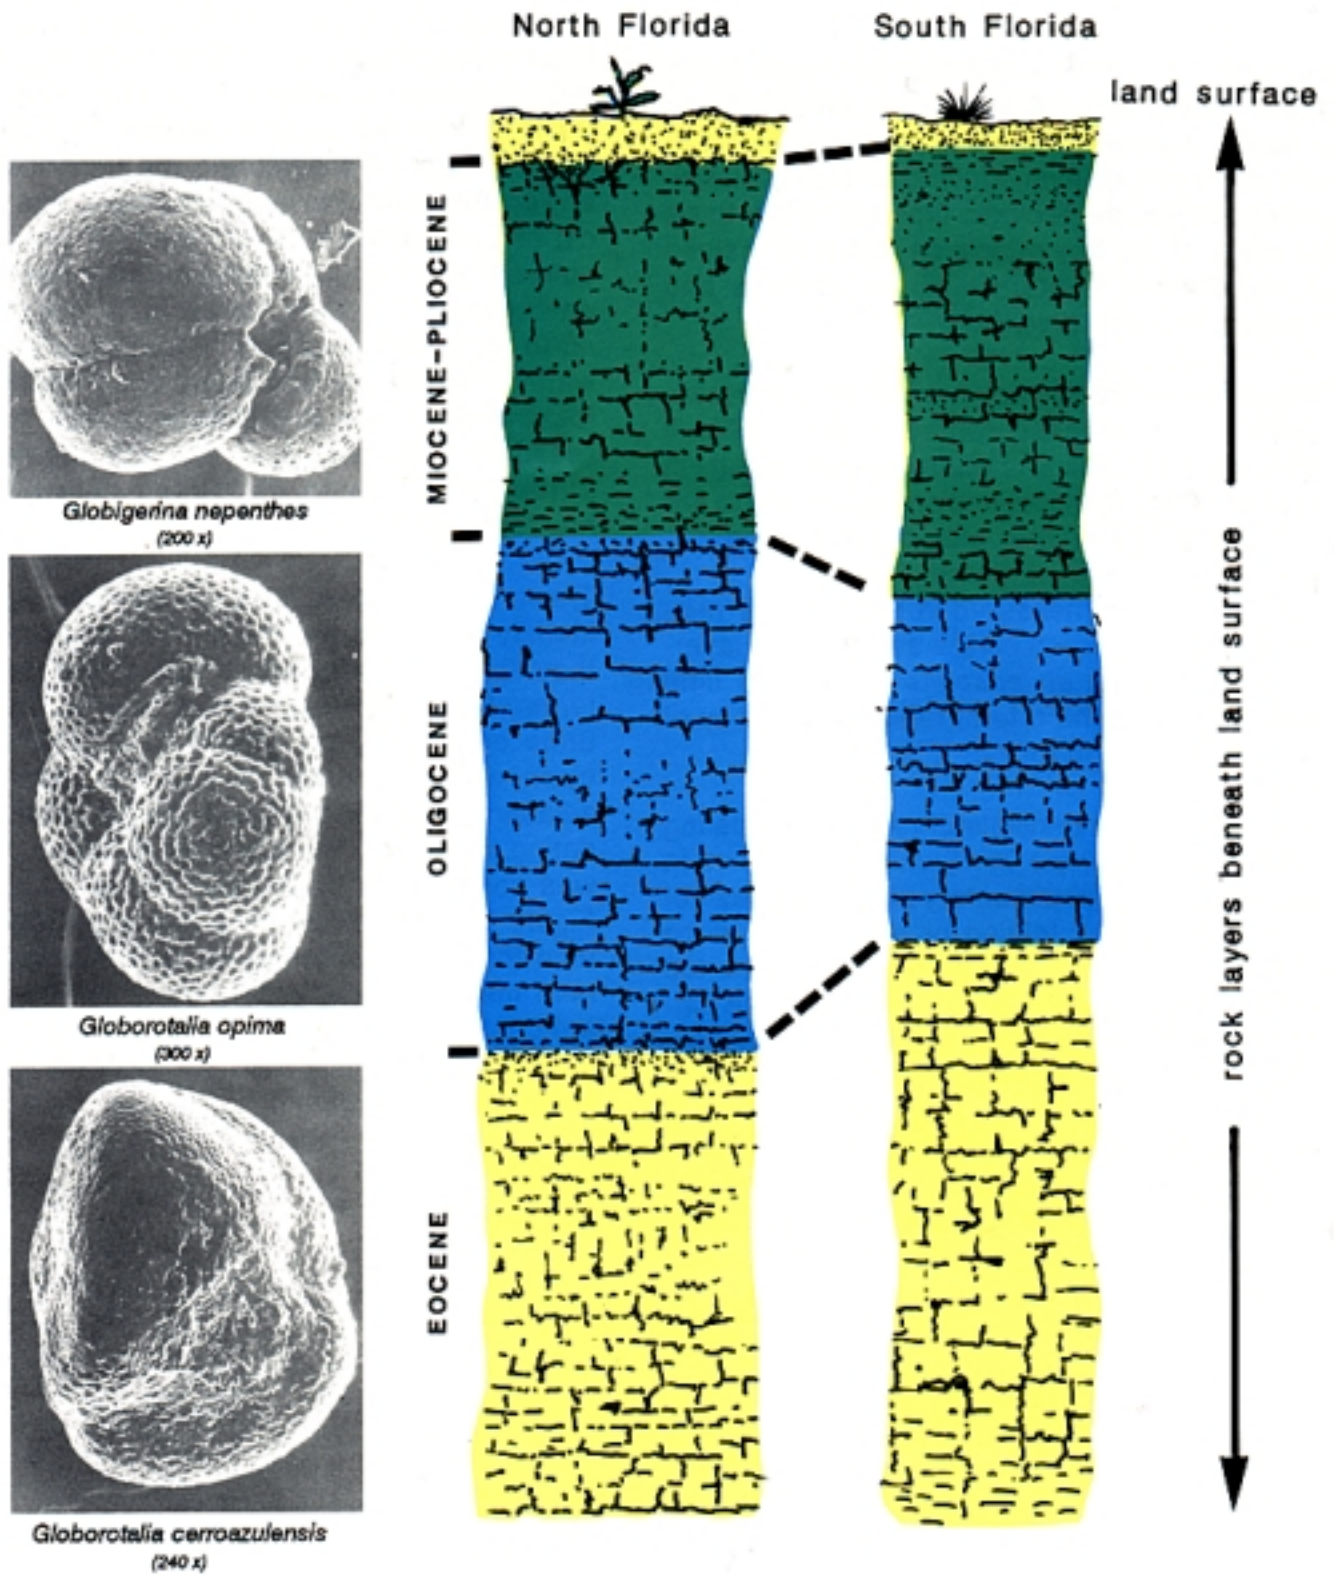 North Florida
South Florida
land surface
MIOCENE-PLIOCENE
Globigerina nepenthes
(200 x)
OLIGOCENE
rock layers beneath land surface
Globorotalia opima
(300 x)
EOCENE
Globorotalia cerroazulensis
(240 x)